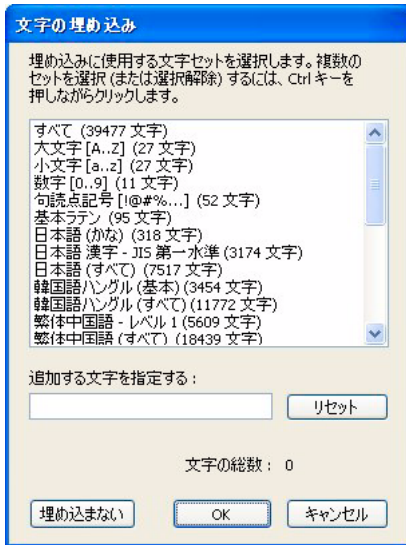 文字の埋め込み
埋め込みに使用する文字セットを選択します。複数の
セットを選択 (または選択解除) するには、Ctrl キーを
押しながらクリックします。
すべて (39477 文字)
大文字 [A..Z] (27 文字)
小文字 [a..z] (27 文字)
数字 [0..9] (11 文字)
句読点記号 [!@#%...] (52 文字)
基本ラテン (95 文字)
日本語 (かな) (318 文字)
日本語 漢字 - JIS 第一水準 (3174 文字)
日本語 (すべて) (7517 文字)
韓国語ハングル (基本) (3454 文字)
韓国語ハングル (すべて) (11772 文字)
繁体中国語 - レベル 1 (5609 文字)
繁体中国語 (すべて) (18439 文字)
追加する文字を指定する :
リセット
文字の総数 : 0
埋め込まない OK キャンセル